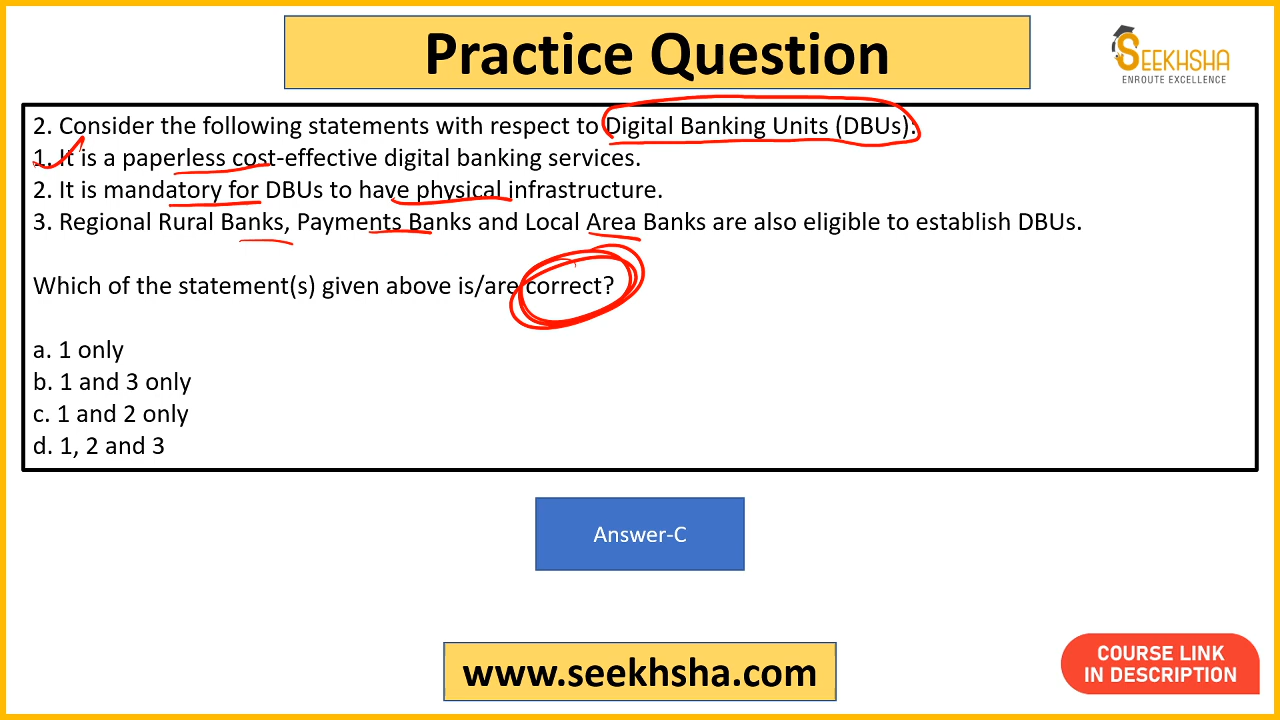 Practice Question
SEEKHSHA
ENROUTE EXCELLENCE
2. Consider the following statements with respect to Digital Banking Units (DBUs):
1. It is a paperless cost-effective digital banking services.
2. It is mandatory for DBUs to have physical infrastructure.
3. Regional Rural Banks, Payments Banks and Local Area Banks are also eligible to establish DBUs.
Which of the statement(s) given above is/are correct?
a. 1 only
b. 1 and 3 only
c. 1 and 2 only
d. 1, 2 and 3
Answer-C
www.seekhsha.com
COURSE LINK
IN DESCRIPTION